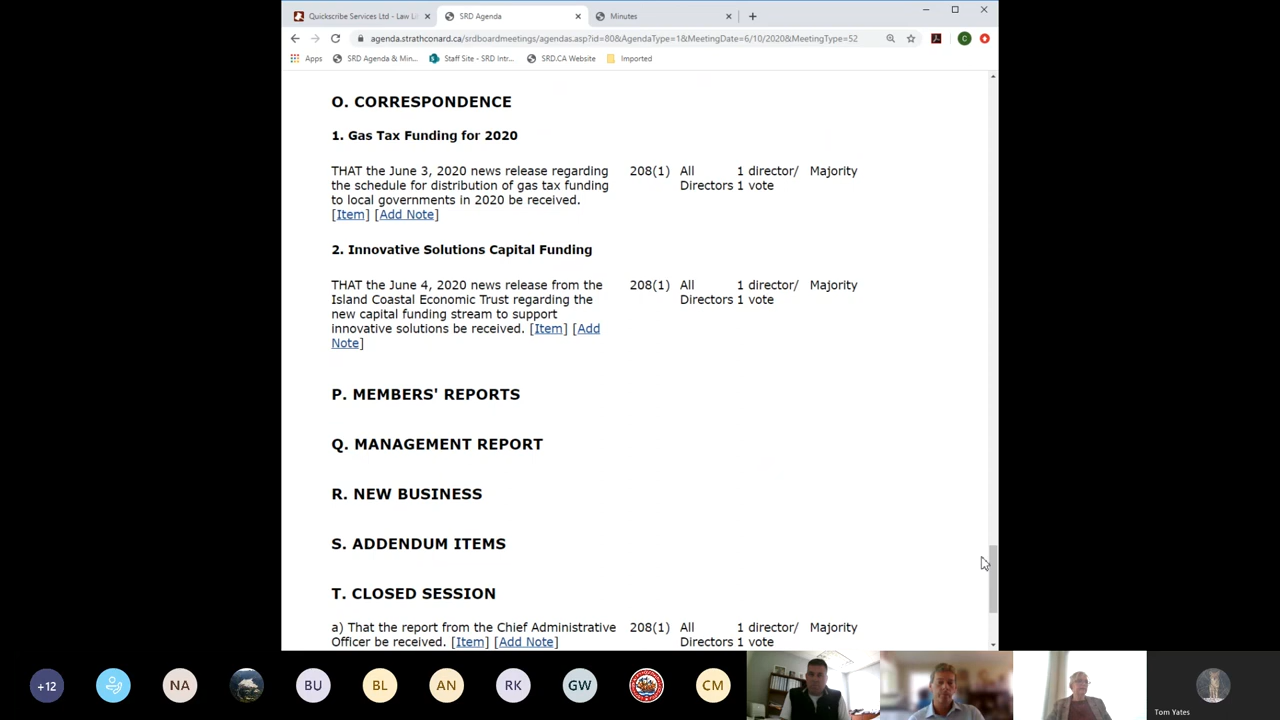 Quickscribe Services Ltd - Law Li
SRD Agenda
Minutes
agenda.strathconard.ca/srdboardmeetings/agendas.asp?id=80&AgendaType=1&MeetingDate=6/10/2020&MeetingType=52
C
Apps
SRD Agenda & Min...
Staff Site - SRD Intr...
SRD.CA Website
Imported
O. CORRESPONDENCE
1. Gas Tax Funding for 2020
THAT the June 3, 2020 news release regarding 208(1) All 1 director/ Majority
the schedule for distribution of gas tax funding Directors 1 vote
to local governments in 2020 be received.
[Item] [Add Note]
2. Innovative Solutions Capital Funding
THAT the June 4, 2020 news release from the 208(1) All 1 director/ Majority
Island Coastal Economic Trust regarding the Directors 1 vote
new capital funding stream to support
innovative solutions be received. [Item] [Add
Note]
P. MEMBERS' REPORTS
Q. MANAGEMENT REPORT
R. NEW BUSINESS
S. ADDENDUM ITEMS
T. CLOSED SESSION
a) That the report from the Chief Administrative 208(1) All 1 director/ Majority
Officer be received. [Item] [Add Note] Directors 1 vote
+12
NA
BU
BL
AN
RK
GW
CM
Tom Yates